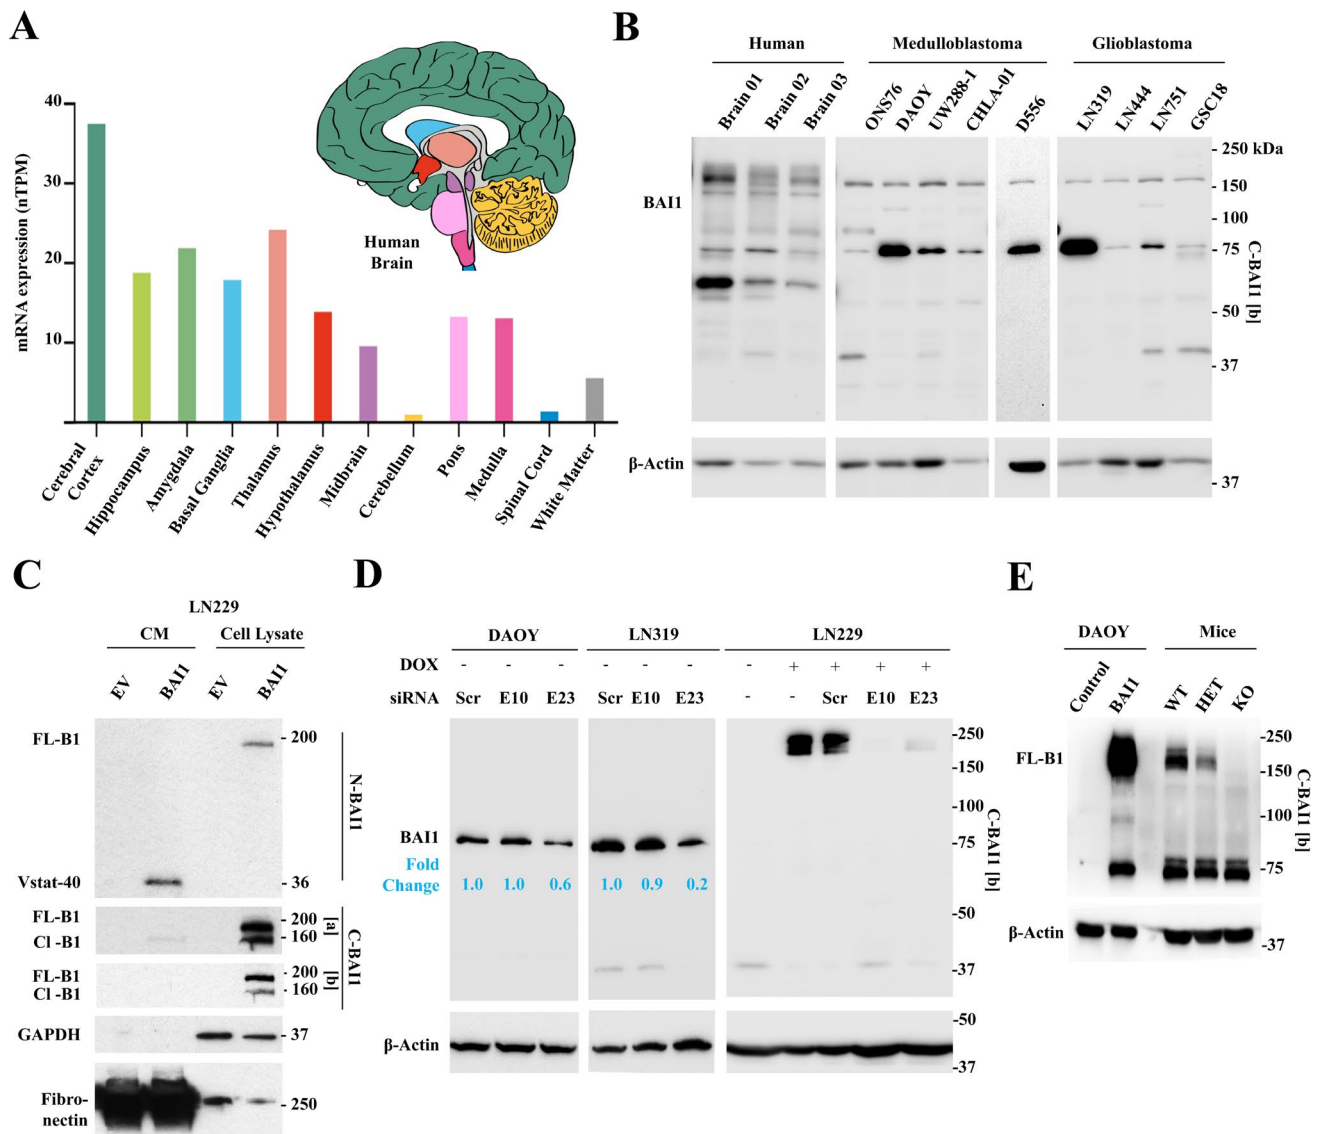 A
mRNA expression (nTPM)
40
30
20
10
Human
Brain
Cerebral
Cortex
Hippocampus
Amygdala
Basal Ganglia
Thalamus
Hypothalamus
Midbrain
Cerebellum
Pons
Medulla
Spinal Cord
White Matter
B
Human Medulloblastoma Glioblastoma
Brain 01 Brain 02 Brain 03 ONS76 DAOY UW288-1 CHLA-01 D556 LN319 LN444 LN751 GSC18
BAI1
250 kDa
- 150
- 100
- 75
- 50
- 37
C-BAI1 [b]
β-Actin
- 37
C
LN229
CM Cell Lysate
EV BAI1 EV BAI1
FL-B1 - 200
Vstat-40 - 36
N-BAI1
FL-B1 - 200
Cl -B1 - 160
[a]
FL-B1 - 200
Cl -B1 - 160
[b]
C-BAI1
GAPDH - 37
Fibro-
nectin
- 250
D
DAOY LN319 LN229
DOX - - - - - - - + + + +
siRNA Scr E10 E23 Scr E10 E23 - - Scr E10 E23
BAI1
Fold
Change 1.0 1.0 0.6 1.0 0.9 0.2
-250
-150
-100
-75
-50
-37
C-BAI1 [b]
β-Actin
-50
-37
E
DAOY Mice
Control BAI1 WT HET KO
FL-B1
-250
-150
-100
-75
C-BAI1 [b]
β-Actin
-37